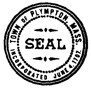 TOWN OF PLYMPTON, MASS.
SEAL
INCORPORATED JUNE 4, 1707.